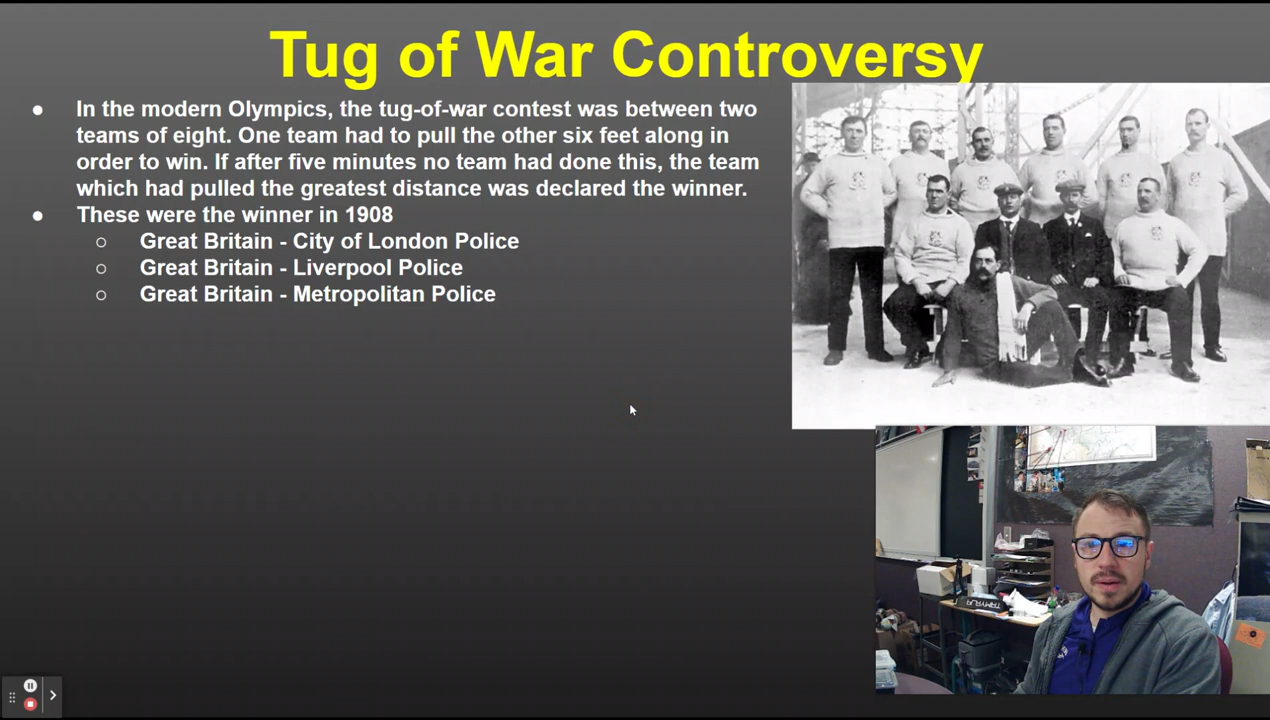 Tug of War Controversy
● In the modern Olympics, the tug-of-war contest was between two
teams of eight. One team had to pull the other six feet along in
order to win. If after five minutes no team had done this, the team
which had pulled the greatest distance was declared the winner.
● These were the winner in 1908
○ Great Britain - City of London Police
○ Great Britain - Liverpool Police
○ Great Britain - Metropolitan Police